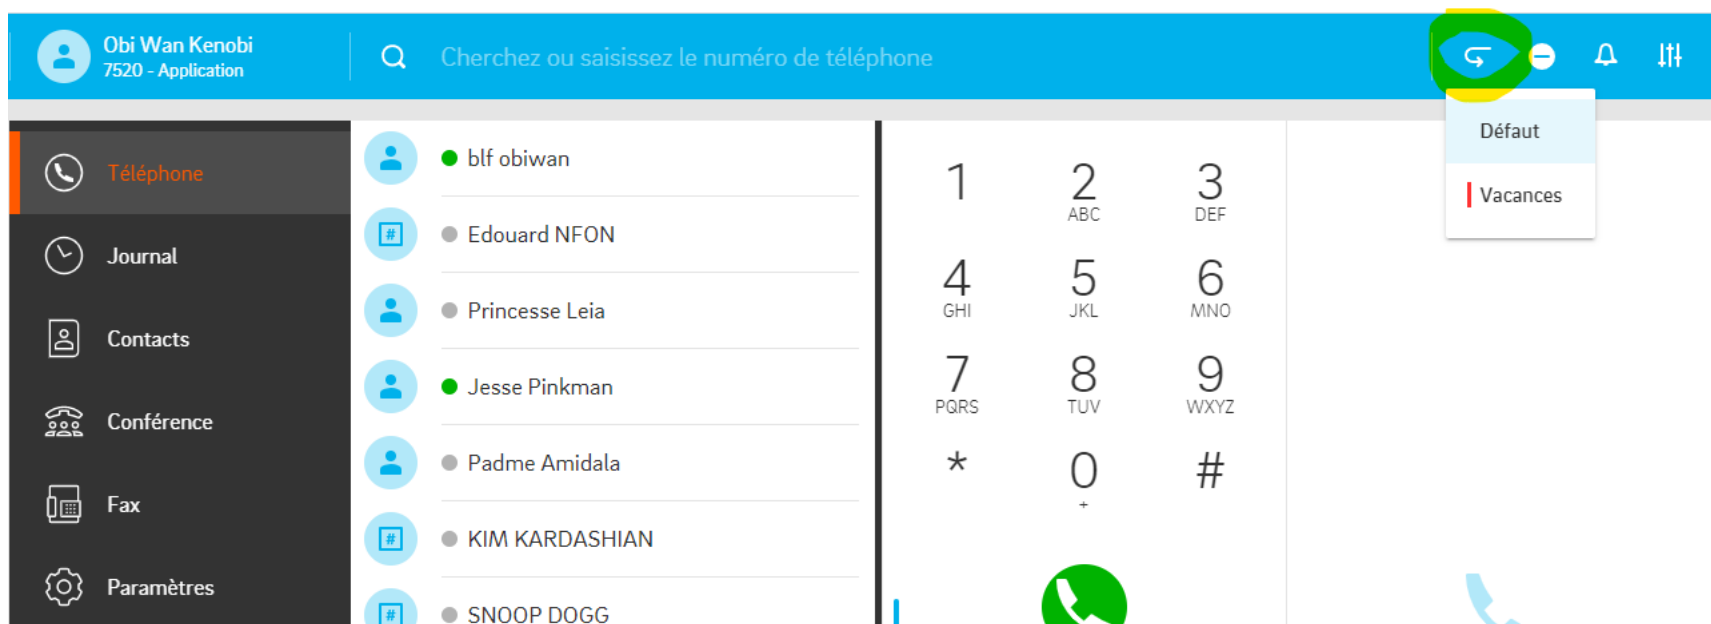 Obi Wan Kenobi
7520 - Application
Cherchez ou saisissez le numéro de téléphone
Défaut
Vacances
Téléphone
Journal
Contacts
Conférence
Fax
Paramètres
blf obiwan
# Edouard NFON
Princesse Leia
Jesse Pinkman
Padme Amidala
# KIM KARDASHIAN
# SNOOP DOGG
1 2 3
ABC DEF
4 5 6
GHI JKL MNO
7 8 9
PQRS TUV WXYZ
* 0 #
+